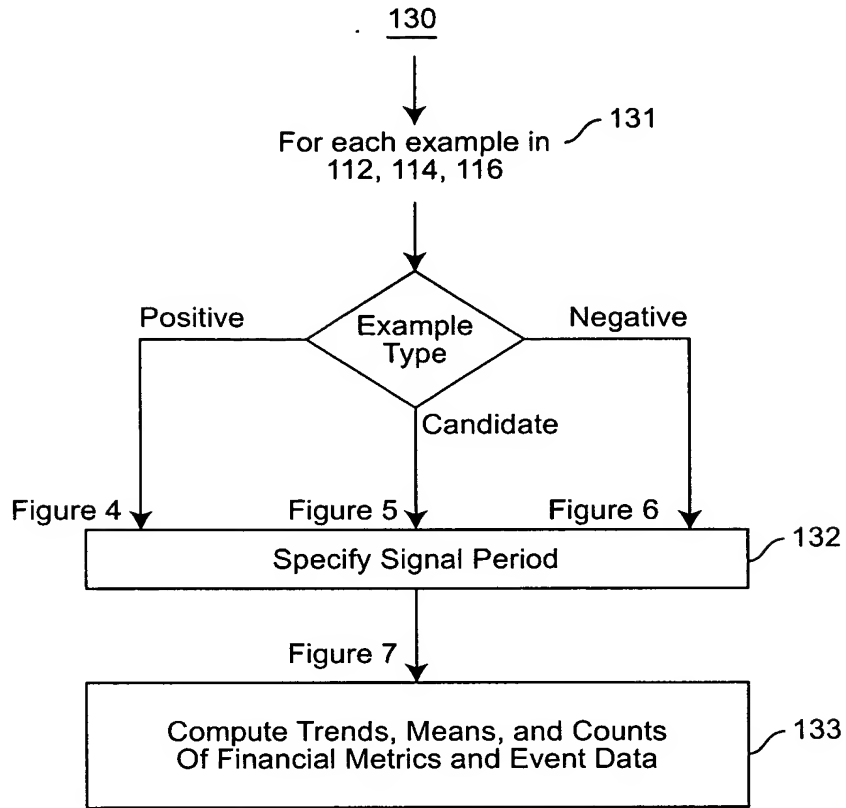 130
For each example in
112, 114, 116
131
Positive
Example
Type
Negative
Candidate
Figure 4
Figure 5
Figure 6
Specify Signal Period
132
Figure 7
Compute Trends, Means, and Counts
Of Financial Metrics and Event Data
133